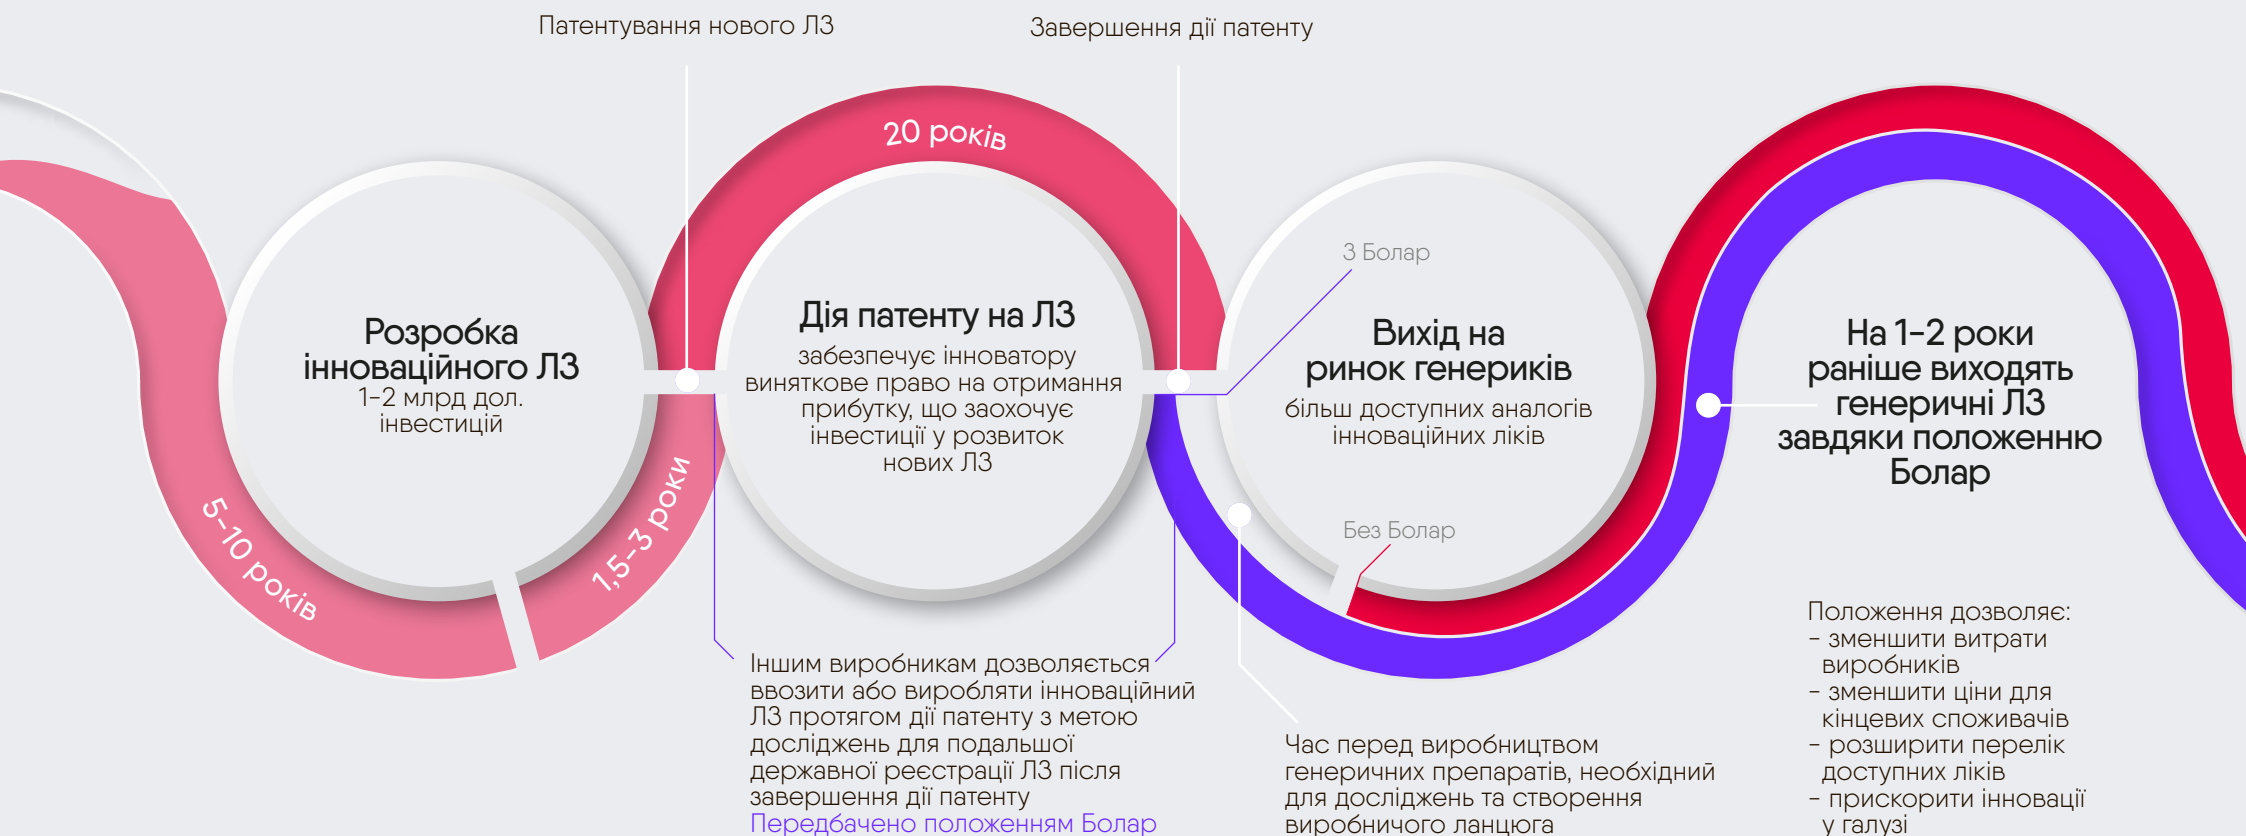 Патентування нового ЛЗ
Завершення дії патенту
5-10 років
Розробка
інноваційного ЛЗ
1-2 млрд дол.
інвестицій
1,5-3 роки
20 років
Дія патенту на ЛЗ
забезпечує інноватору
виняткове право на отримання
прибутку, що заохочує
інвестиції у розвиток
нових ЛЗ
Іншим виробникам дозволяється
ввозити або виробляти інноваційний
ЛЗ протягом дії патенту з метою
досліджень для подальшої
державної реєстрації ЛЗ після
завершення дії патенту
Передбачено положенням Болар
З Болар
Вихід на
ринок генериків
більш доступних аналогів
інноваційних ліків
Без Болар
Час перед виробництвом
генеричних препаратів, необхідний
для досліджень та створення
виробничого ланцюга
На 1-2 роки
раніше виходять
генеричні ЛЗ
завдяки положенню
Болар
Положення дозволяє:
- зменшити витрати
виробників
- зменшити ціни для
кінцевих споживачів
- розширити перелік
доступних ліків
- прискорити інновації
у галузі